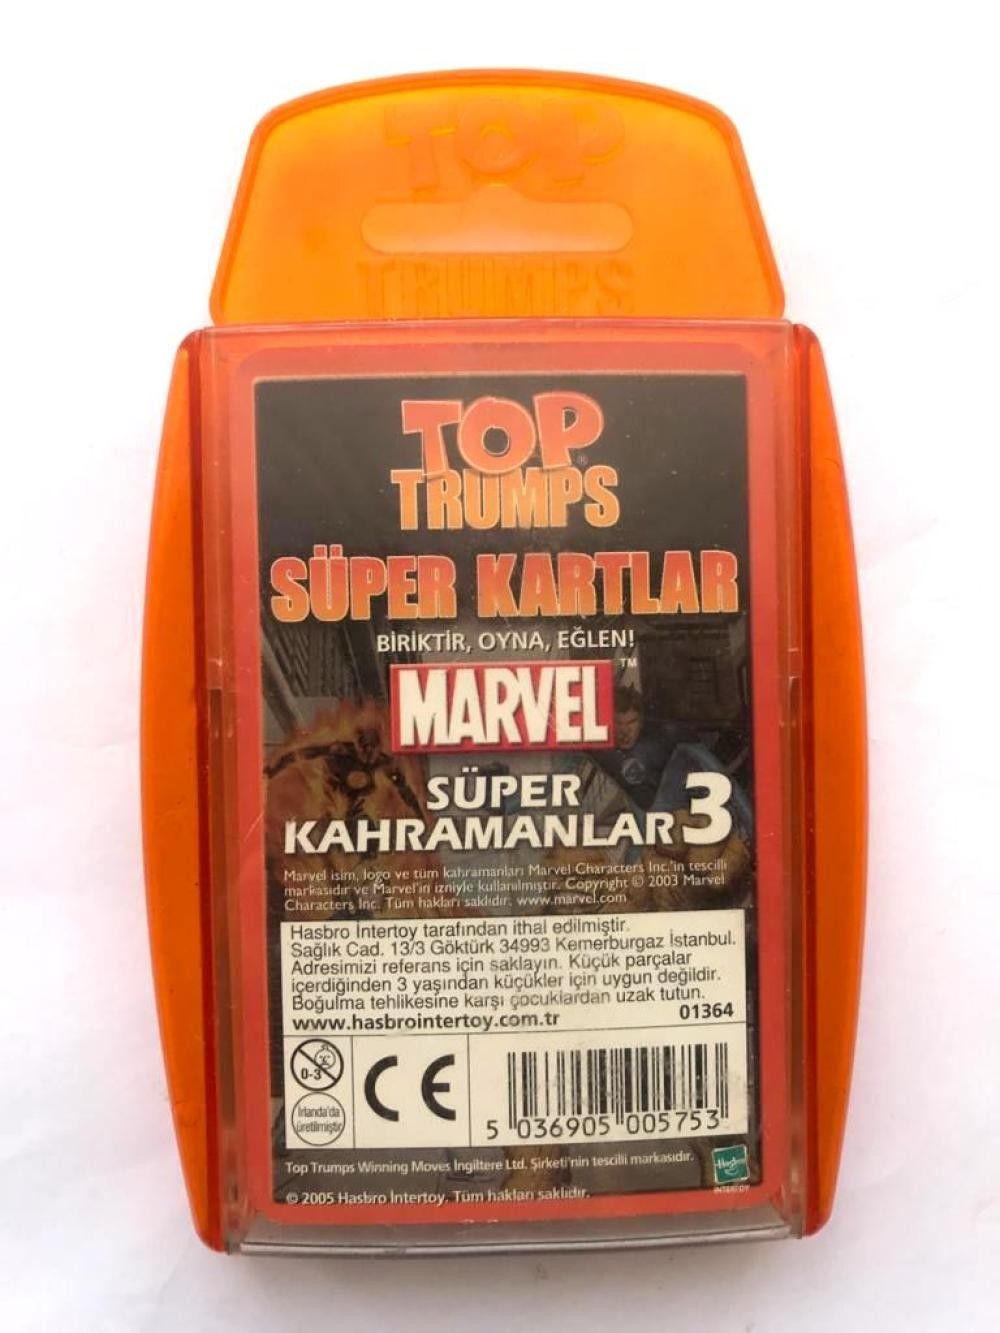 TOP
TRUMPS
TOP
TRUMPS
SÜPER KARTLAR
BİRİKTİR, OYNA, EĞLEN!
MARVEL™
SÜPER
KAHRAMANLAR 3
Marvel isim, logo ve tüm kahramanları Marvel Characters Inc.'in tescilli
markasıdır ve Marvel'in izniyle kullanılmıştır. Copyright © 2003 Marvel
Characters Inc. Tüm hakları saklıdır. www.marvel.com
Hasbro İntertoy tarafından ithal edilmiştir.
Sağlık Cad. 13/3 Göktürk 34993 Kemerburgaz İstanbul.
Adresimizi referans için saklayın. Küçük parçalar
içerdiğinden 3 yaşından küçükler için uygun değildir.
Boğulma tehlikesine karşı çocuklardan uzak tutun.
www.hasbrointertoy.com.tr 01364
0-3
CE
İrlanda'da
üretilmiştir
5 036905 005753
Top Trumps Winning Moves İngiltere Ltd. Şirketi'nin tescilli markasıdır.
Hasbro
INTERTOY
© 2005 Hasbro İntertoy. Tüm hakları saklıdır.